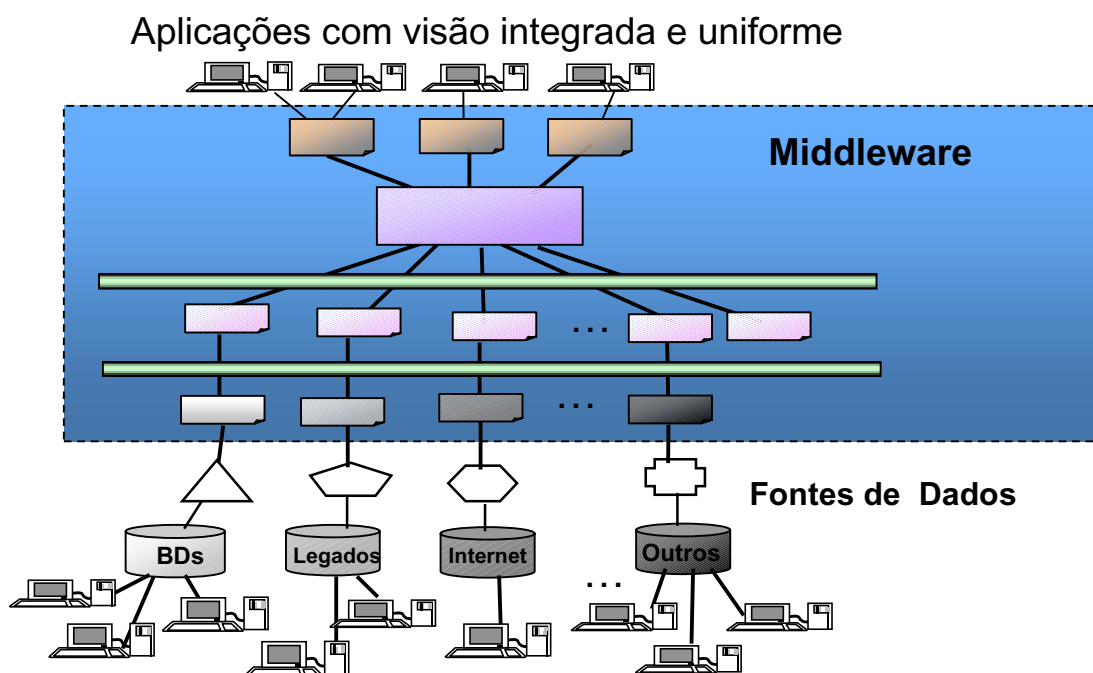 Aplicações com visão integrada e uniforme
Middleware
...
...
Fontes de Dados
BDs
Legados
Internet
Outros
...